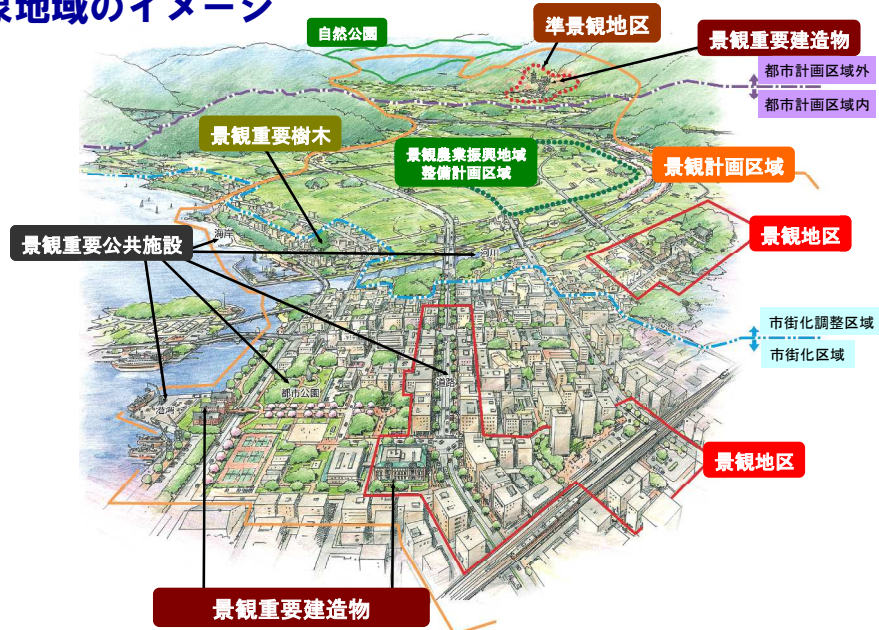 地域のイメージ
自然公園
準景観地区
景観重要建造物
都市計画区域外
都市計画区域内
景観重要樹木
景観農業振興地域
整備計画区域
景観計画区域
海岸
景観重要公共施設
河川
景観地区
市街化調整区域
市街化区域
道路
都市公園
港湾
景観地区
景観重要建造物